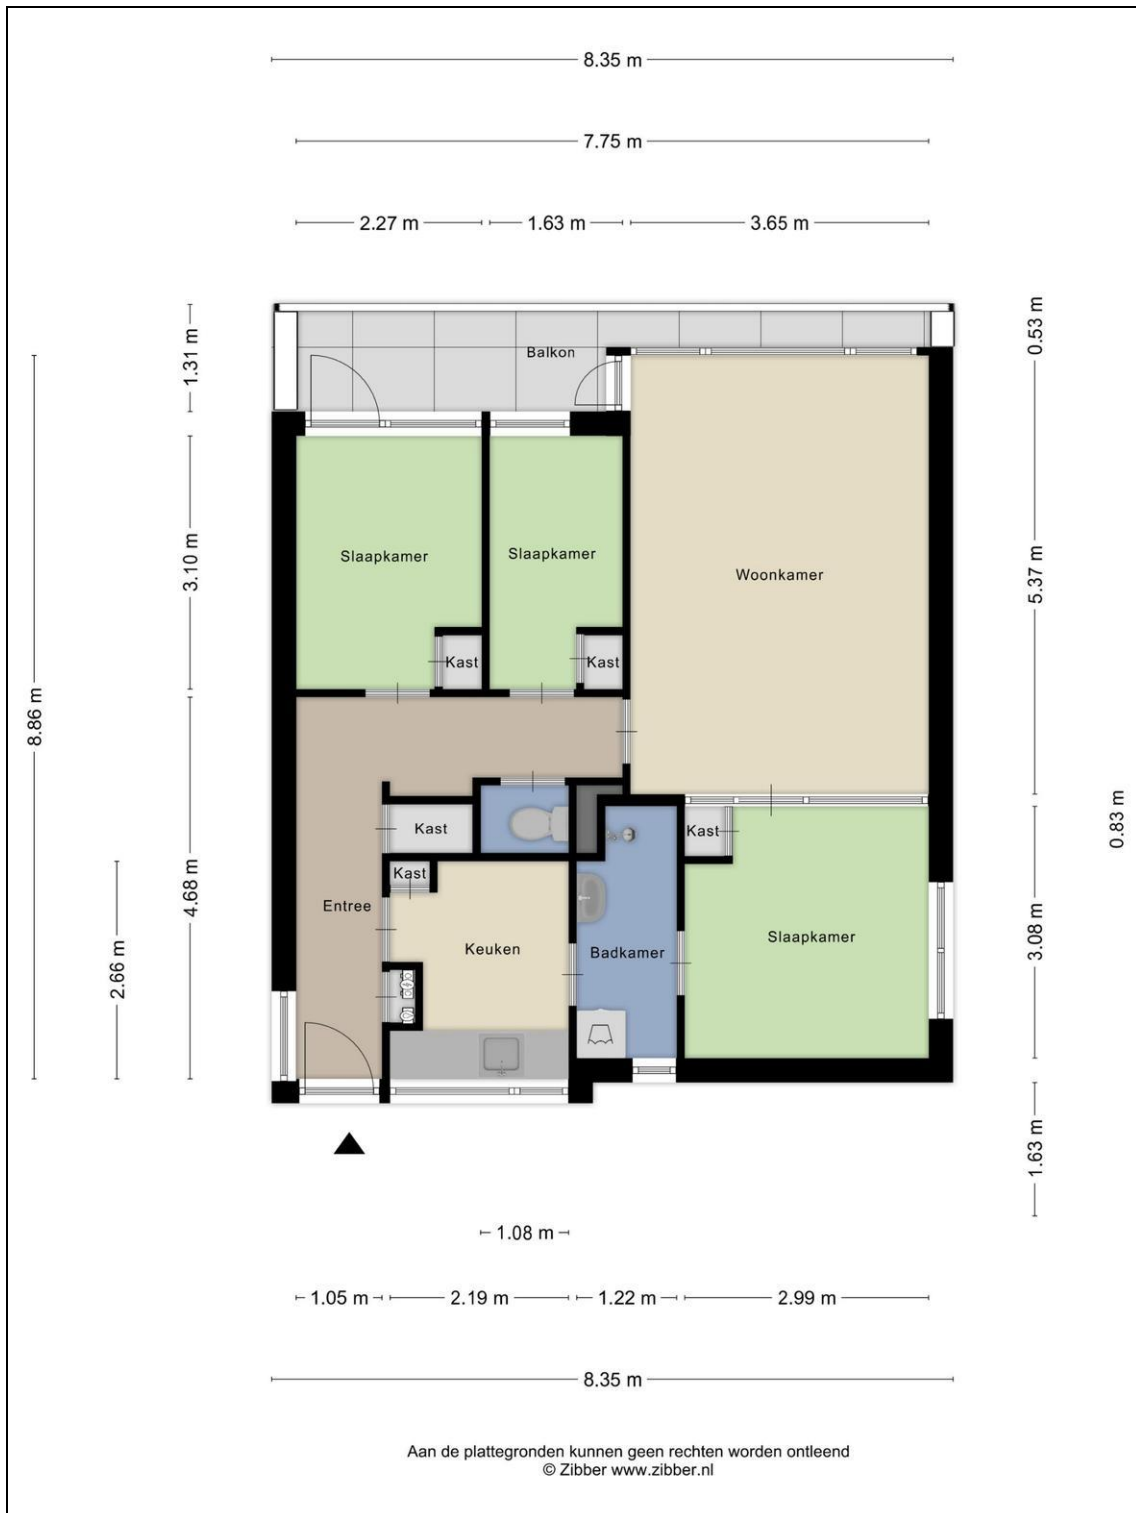 8.35 m
7.75 m
2.27 m
1.63 m
3.65 m
1.31 m
0.53 m
Balkon
3.10 m
5.37 m
Slaapkamer
Slaapkamer
Woonkamer
Kast
Kast
8.86 m
0.83 m
Kast
Kast
Kast
4.68 m
Entree
Keuken
Badkamer
Slaapkamer
3.08 m
2.66 m
1.63 m
1.08 m
1.05 m
2.19 m
1.22 m
2.99 m
8.35 m
Aan de plattegronden kunnen geen rechten worden ontleend
© Zibber www.zibber.nl